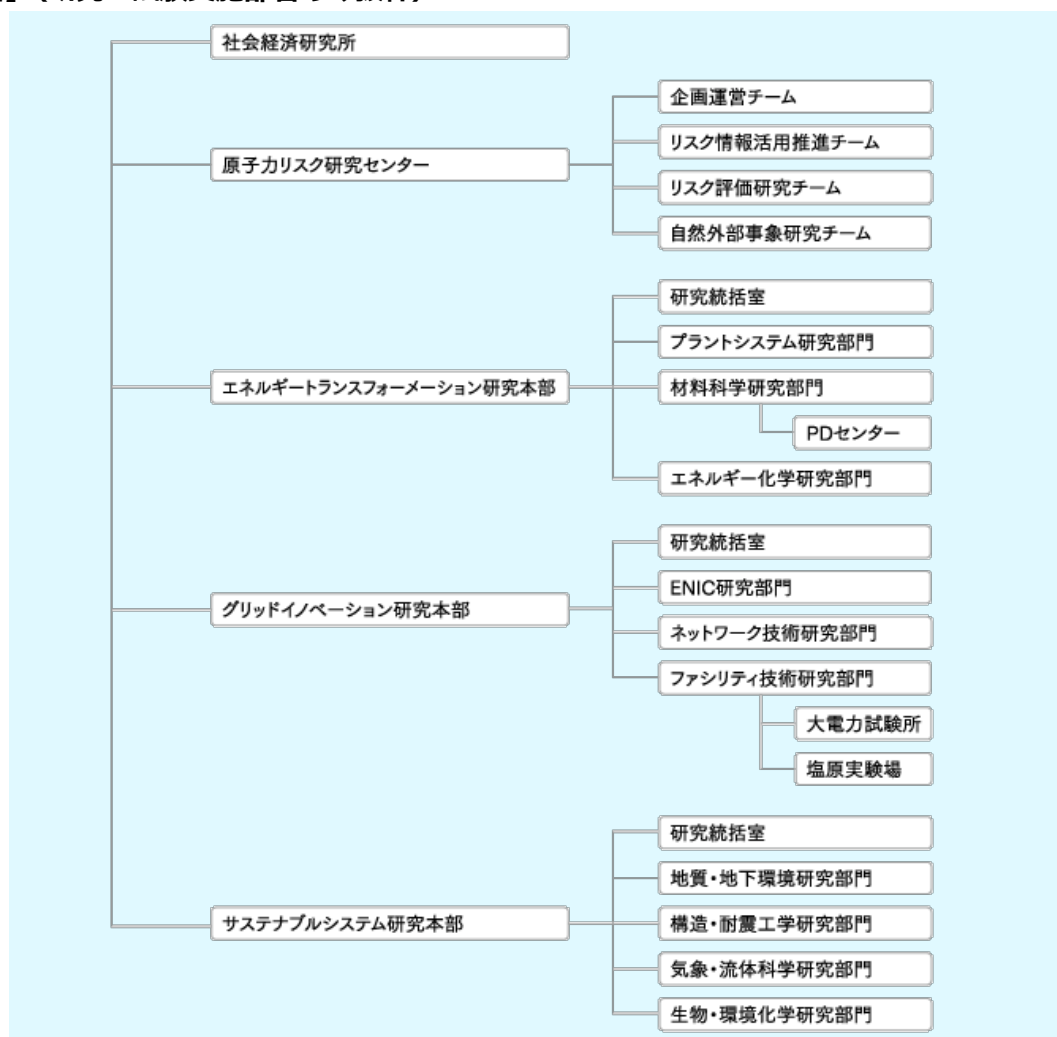 社会経済研究所
企画運営チーム
リスク情報活用推進チーム
原子力リスク研究センター
リスク評価研究チーム
自然外部事象研究チーム
研究統括室
プラントシステム研究部門
エネルギートランスフォーメーション研究本部
材料科学研究部門
PDセンター
エネルギー化学研究部門
研究統括室
ENIC研究部門
グリッドイノベーション研究本部
ネットワーク技術研究部門
ファシリティ技術研究部門
大電力試験所
塩原実験場
研究統括室
地質・地下環境研究部門
サステナブルシステム研究本部
構造・耐震工学研究部門
気象・流体科学研究部門
生物・環境化学研究部門